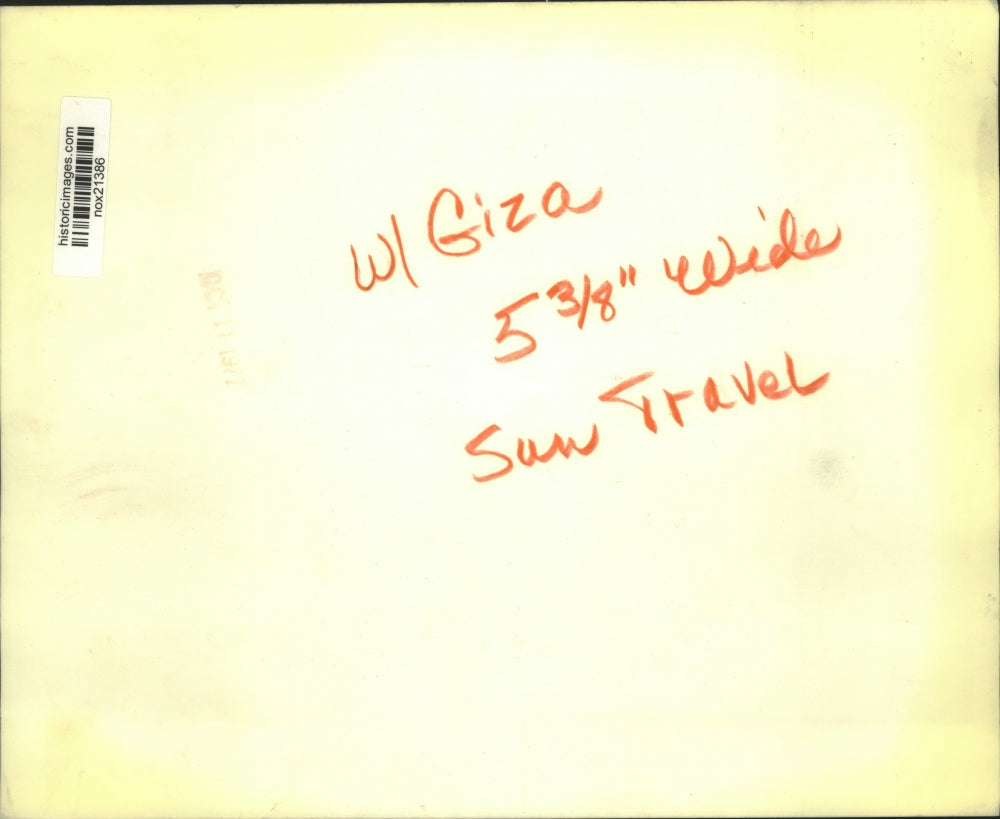 historicimages.com
nox21386
W/ Giza
5 3/8" Wide
Sun Travel